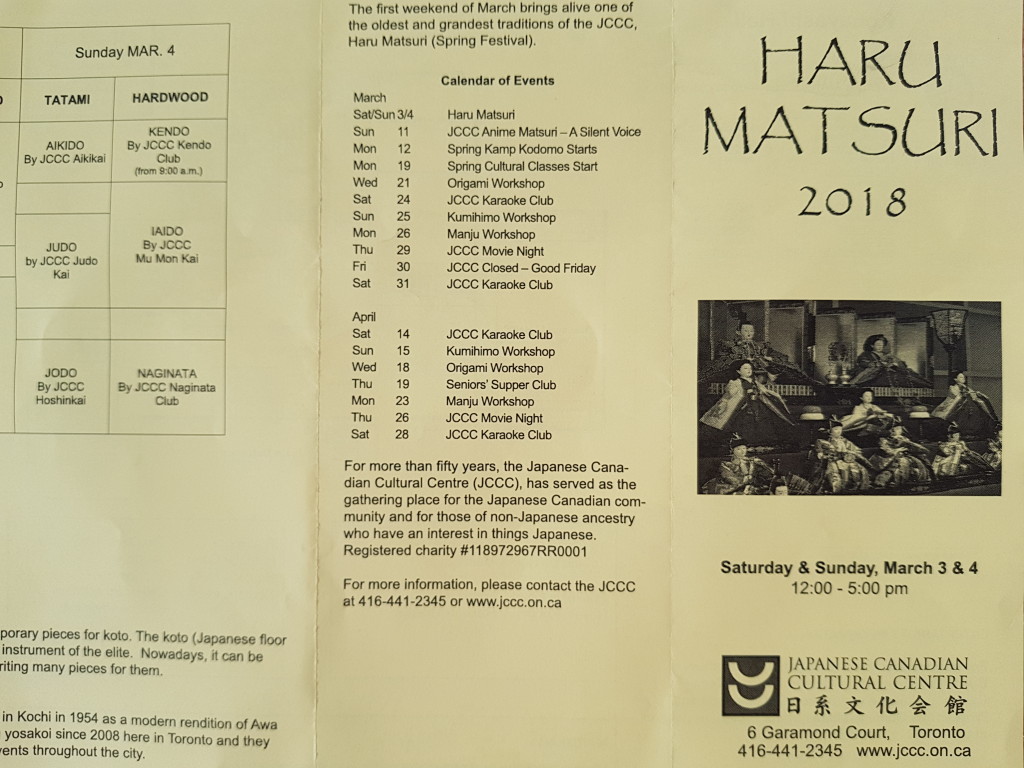 Sunday MAR. 4
TATAMI
HARDWOOD
AIKIDO
By JCCC Aikikai
KENDO
By JCCC Kendo
Club
(from 9:00 a.m.)
JUDO
by JCCC Judo
Kai
IAIDO
By JCCC
Mu Mon Kai
JODO
By JCCC
Hoshinkai
NAGINATA
By JCCC Naginata
Club
porary pieces for koto. The koto (Japanese floor
instrument of the elite. Nowadays, it can be
riting many pieces for them.
in Kochi in 1954 as a modern rendition of Awa
yosakoi since 2008 here in Toronto and they
vents throughout the city.
The first weekend of March brings alive one of
the oldest and grandest traditions of the JCCC,
Haru Matsuri (Spring Festival).
Calendar of Events
March
Sat/Sun 3/4 Haru Matsuri
Sun 11 JCCC Anime Matsuri – A Silent Voice
Mon 12 Spring Kamp Kodomo Starts
Mon 19 Spring Cultural Classes Start
Wed 21 Origami Workshop
Sat 24 JCCC Karaoke Club
Sun 25 Kumihimo Workshop
Mon 26 Manju Workshop
Thu 29 JCCC Movie Night
Fri 30 JCCC Closed – Good Friday
Sat 31 JCCC Karaoke Club
April
Sat 14 JCCC Karaoke Club
Sun 15 Kumihimo Workshop
Wed 18 Origami Workshop
Thu 19 Seniors' Supper Club
Mon 23 Manju Workshop
Thu 26 JCCC Movie Night
Sat 28 JCCC Karaoke Club
For more than fifty years, the Japanese Cana-
dian Cultural Centre (JCCC), has served as the
gathering place for the Japanese Canadian com-
munity and for those of non-Japanese ancestry
who have an interest in things Japanese.
Registered charity #118972967RR0001
For more information, please contact the JCCC
at 416-441-2345 or www.jccc.on.ca
HARU
MATSURI
2018
Saturday & Sunday, March 3 & 4
12:00 - 5:00 pm
JAPANESE CANADIAN
CULTURAL CENTRE
日系文化会館
6 Garamond Court, Toronto
416-441-2345 www.jccc.on.ca